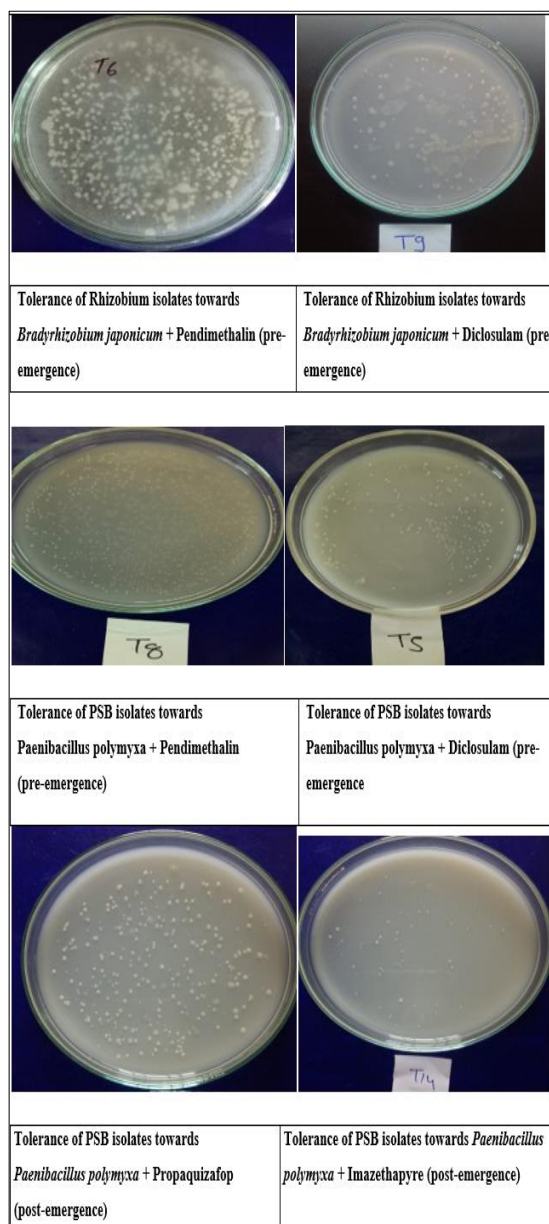 T6
T9
Tolerance of Rhizobium isolates towards
Bradyrhizobium japonicum + Pendimethalin (pre-
emergence)
Tolerance of Rhizobium isolates towards
Bradyrhizobium japonicum + Diclosulam (pre-
emergence)
T8
T5
Tolerance of PSB isolates towards
Paenibacillus polymyxa + Pendimethalin
(pre-emergence)
Tolerance of PSB isolates towards
Paenibacillus polymyxa + Diclosulam (pre-
emergence
T14
Tolerance of PSB isolates towards
Paenibacillus polymyxa + Propaquizafop
(post-emergence)
Tolerance of PSB isolates towards Paenibacillus
polymyxa + Imazethapyre (post-emergence)